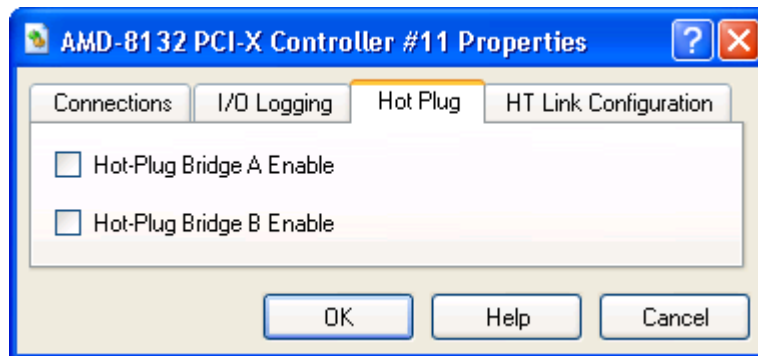 AMD-8132 PCI-X Controller #11 Properties ?
Connections I/O Logging Hot Plug HT Link Configuration
Hot-Plug Bridge A Enable
Hot-Plug Bridge B Enable
OK Help Cancel